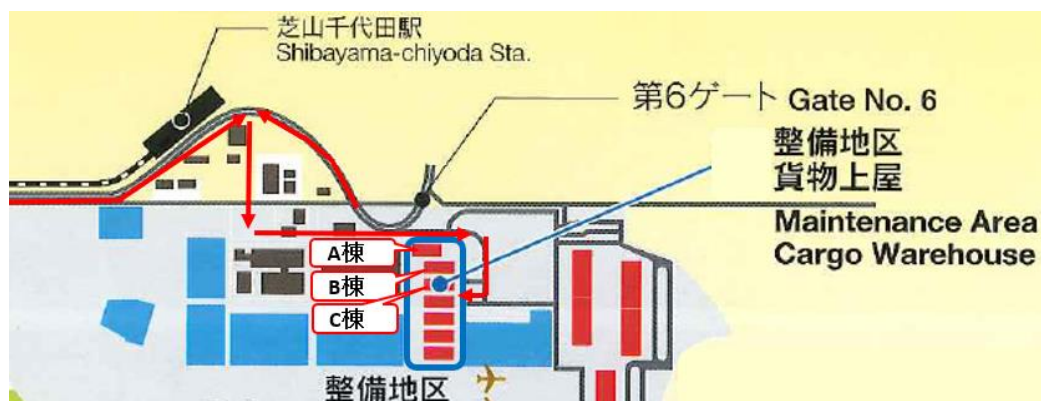 芝山千代田駅
Shibayama-chiyoda Sta.
第6ゲート Gate No. 6
整備地区
貨物上屋
Maintenance Area
Cargo Warehouse
A棟
B棟
C棟
整備地区